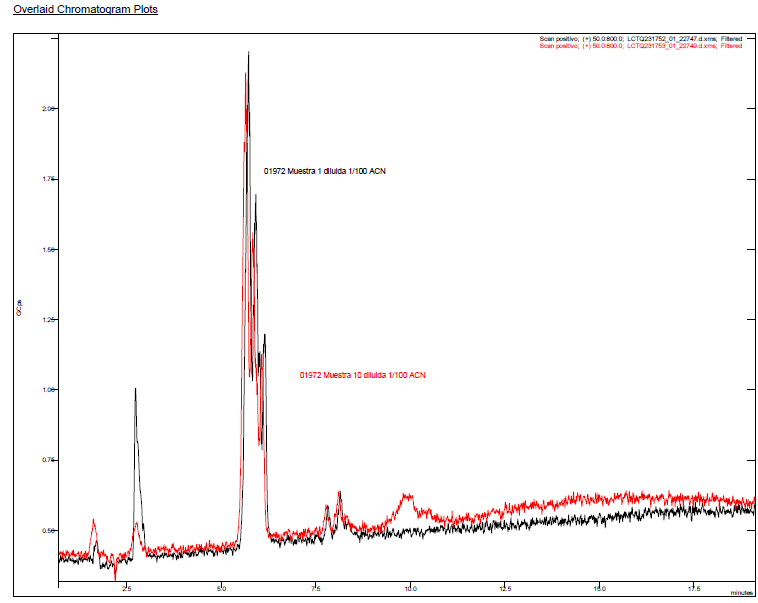 Overlaid Chromatogram Plots
Scan positivo; (+) 50.0:800.0; LCTQ231752_01_22747.d.xms; Filtered
Scan positivo; (+) 50.0:800.0; LCTQ231753_01_22749.d.xms; Filtered
2.00
01972 Muestra 1 diluida 1/100 ACN
1.75
1.50
GCps
1.25
01972 Muestra 10 diluida 1/100 ACN
1.00
0.75
0.50
2.5 5.0 7.5 10.0 12.5 15.0 17.5
minutes